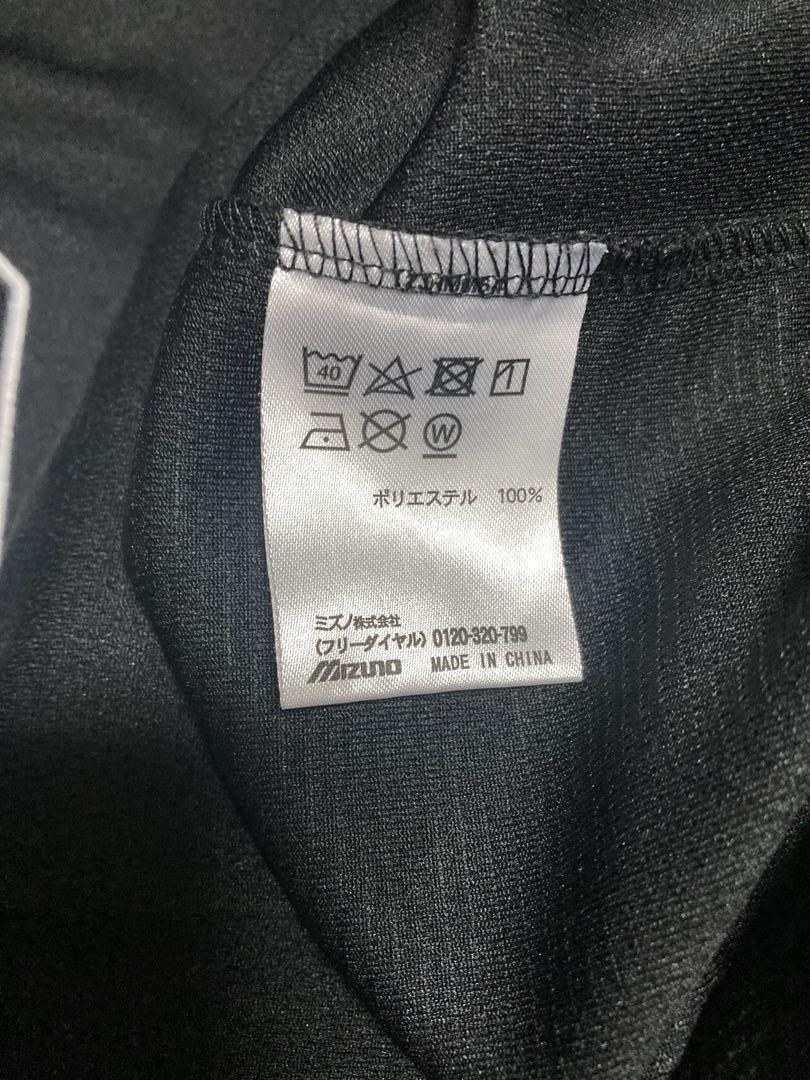 40
W
ポリエステル 100%
ミズノ株式会社
(フリーダイヤル) 0120-320-799
MIZUNO MADE IN CHINA